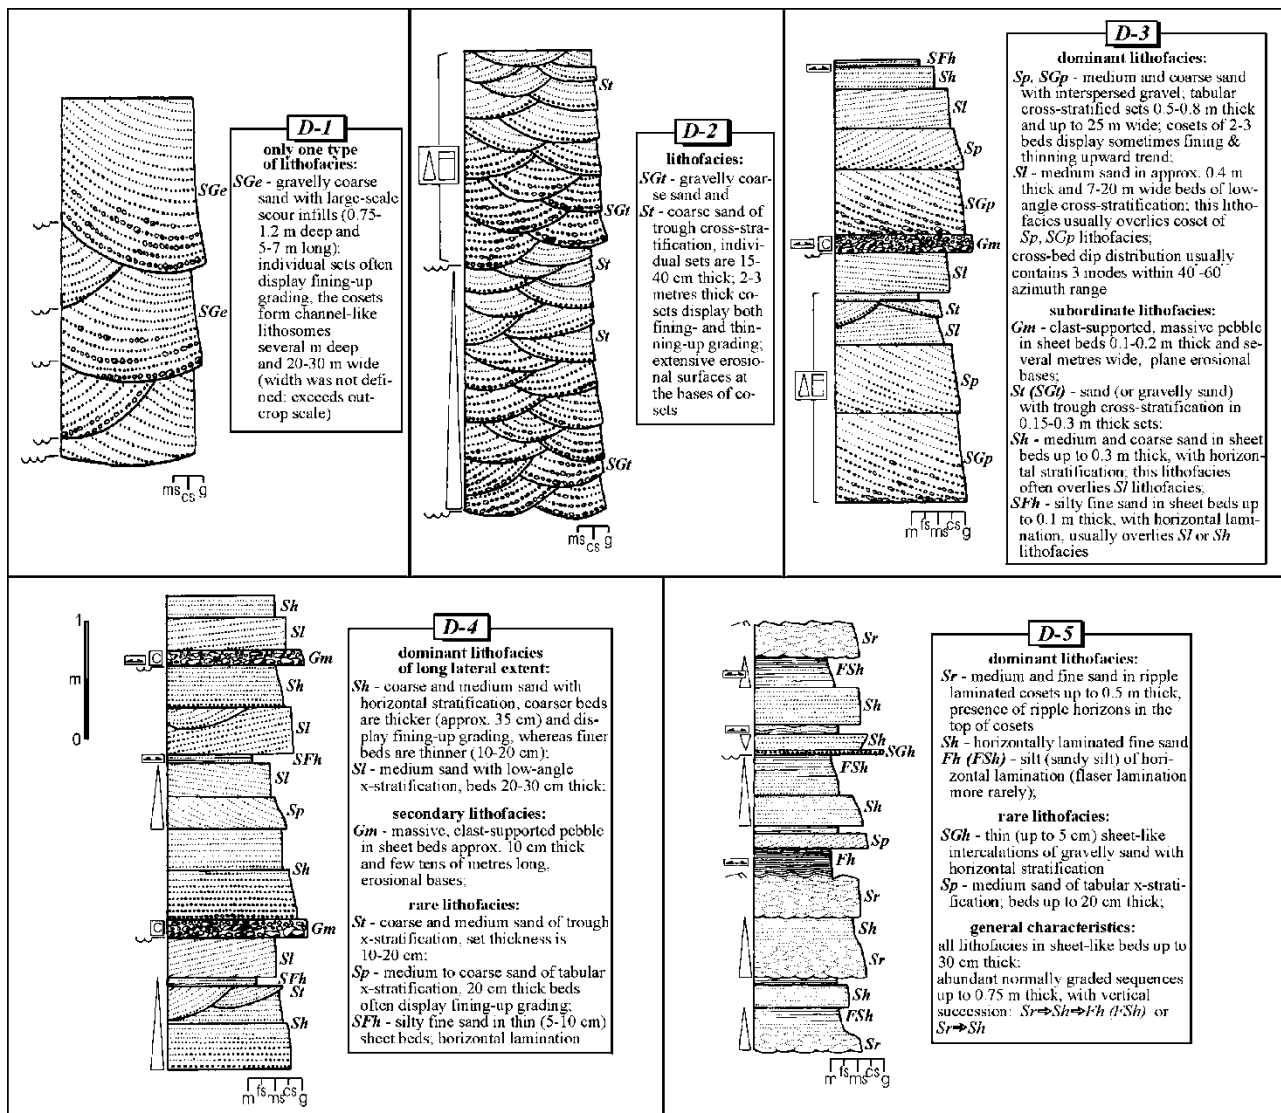 D-1
only one type
of lithofacies:
SGe - gravelly coarse
sand with large-scale
scour infills (0.75-
1.2 m deep and
5-7 m long);
individual sets often
display fining-up
grading, the cosets
form channel-like
lithosomes
several m deep
and 20-30 m wide
(width was not defi-
ned: exceeds out-
crop scale)
SGe
SGe
ms cs g
D-2
lithofacies:
SGt - gravelly coar-
se sand and
St - coarse sand of
trough cross-stra-
tification, indivi-
dual sets are 15-
40 cm thick; 2-3
metres thick co-
sets display both
fining- and thin-
ning-up grading;
extensive erosio-
nal surfaces at
the bases of co-
sets
St
SGt
St
St
SGt
ms cs g
D-3
dominant lithofacies:
Sp, SGp - medium and coarse sand
with interspersed gravel; tabular
cross-stratified sets 0.5-0.8 m thick
and up to 25 m wide; cosets of 2-3
beds display sometimes fining &
thinning upward trend;
Sl - medium sand in approx. 0.4 m
thick and 7-20 m wide beds of low-
angle cross-stratification; this litho-
facies usually overlies coset of
Sp, SGp lithofacies;
cross-bed dip distribution usually
contains 3 modes within 40°-60°
azimuth range
subordinate lithofacies:
Gm - clast-supported, massive pebble
in sheet beds 0.1-0.2 m thick and se-
veral metres wide, plane erosional
bases;
St (SGt) - sand (or gravelly sand)
with trough cross-stratification in
0.15-0.3 m thick sets;
Sh - medium and coarse sand in sheet
beds up to 0.3 m thick, with horizon-
tal stratification; this lithofacies
often overlies Sl lithofacies;
SFh - silty fine sand in sheet beds up
to 0.1 m thick, with horizontal lami-
nation, usually overlies Sl or Sh
lithofacies
SFh
Sh
Sl
Sp
SGp
Gm
Sl
St
Sl
Sp
SGp
m fs ms cs g
1
m
0
D-4
dominant lithofacies
of long lateral extent:
Sh - coarse and medium sand with
horizontal stratification, coarser beds
are thicker (approx. 35 cm) and dis-
play fining-up grading, whereas finer
beds are thinner (10-20 cm);
Sl - medium sand with low-angle
x-stratification, beds 20-30 cm thick;
secondary lithofacies:
Gm - massive, clast-supported pebble
in sheet beds approx. 10 cm thick
and few tens of metres long,
erosional bases;
rare lithofacies:
St - coarse and medium sand of trough
x-stratification, set thickness is
10-20 cm;
Sp - medium to coarse sand of tabular
x-stratification, 20 cm thick beds
often display fining-up grading;
SFh - silty fine sand in thin (5-10 cm)
sheet beds; horizontal lamination
Sh
Sl
Gm
Sh
Sl
SFh
Sl
Sp
Sh
Gm
Sl
SFh
St
Sh
m fs ms cs g
D-5
dominant lithofacies:
Sr - medium and fine sand in ripple
laminated cosets up to 0.5 m thick,
presence of ripple horizons in the
top of cosets
Sh - horizontally laminated fine sand
Fh (FSh) - silt (sandy silt) of hori-
zontal lamination (flaser lamination
more rarely);
rare lithofacies:
SGh - thin (up to 5 cm) sheet-like
intercalations of gravelly sand with
horizontal stratification
Sp - medium sand of tabular x-strati-
fication; beds up to 20 cm thick;
general characteristics:
all lithofacies in sheet-like beds up to
30 cm thick;
abundant normally graded sequences
up to 0.75 m thick, with vertical
succession: Sr⇒Sh⇒Fh (FSh) or
Sr⇒Sh
Sr
FSh
Sh
Sh
SGh
FSh
Sh
Sp
Fh
Sr
Sh
Sr
Sh
FSh
Sr
m fs ms cs g